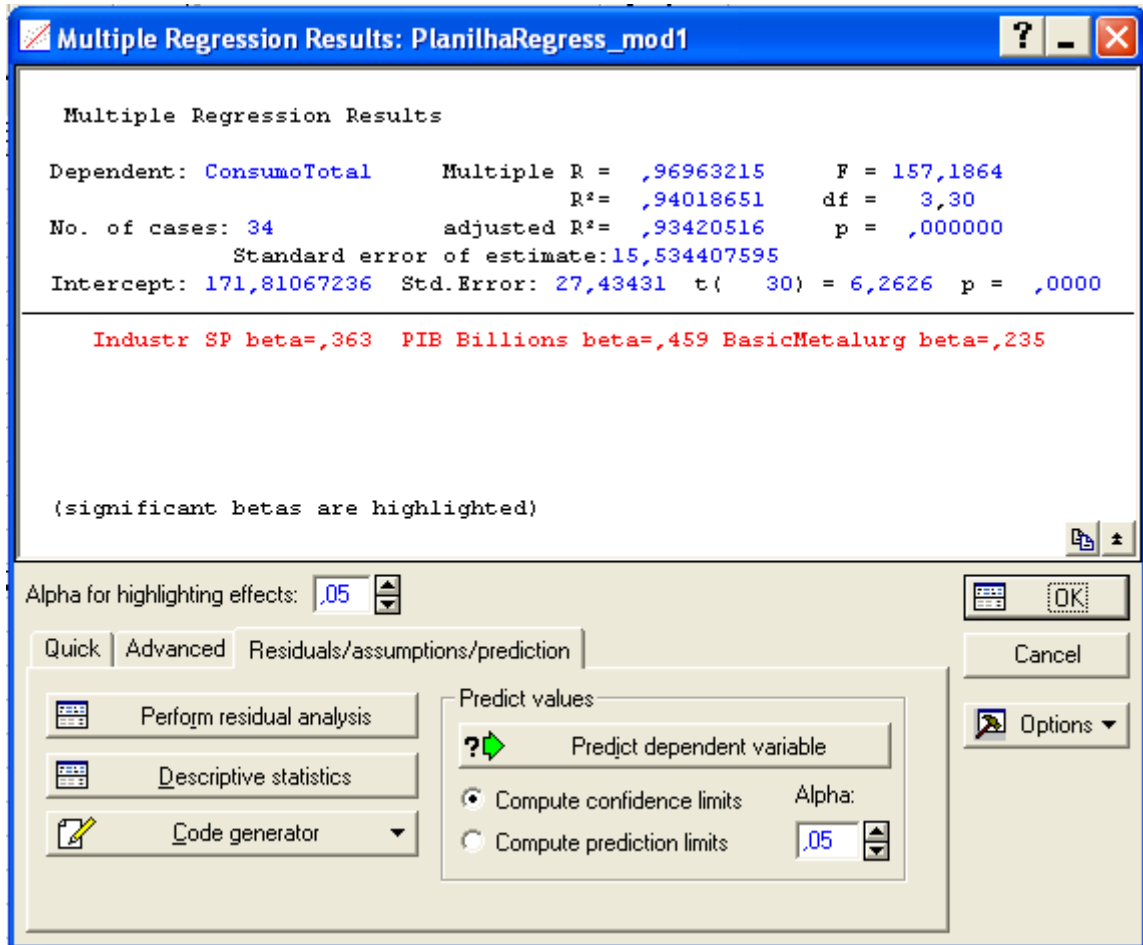 Multiple Regression Results: PlanilhaRegress_mod1
Multiple Regression Results
Dependent: ConsumoTotal Multiple R = ,96963215 F = 157,1864
R²= ,94018651 df = 3,30
No. of cases: 34 adjusted R²= ,93420516 p = ,000000
Standard error of estimate:15,534407595
Intercept: 171,81067236 Std.Error: 27,43431 t( 30) = 6,2626 p = ,0000
Industr SP beta=,363 PIB Billions beta=,459 BasicMetalurg beta=,235
(significant betas are highlighted)
Alpha for highlighting effects: ,05
OK
Quick Advanced Residuals/assumptions/prediction
Cancel
Perform residual analysis
Predict values
Predict dependent variable
Options
Descriptive statistics
Compute confidence limits Alpha:
Code generator
Compute prediction limits ,05